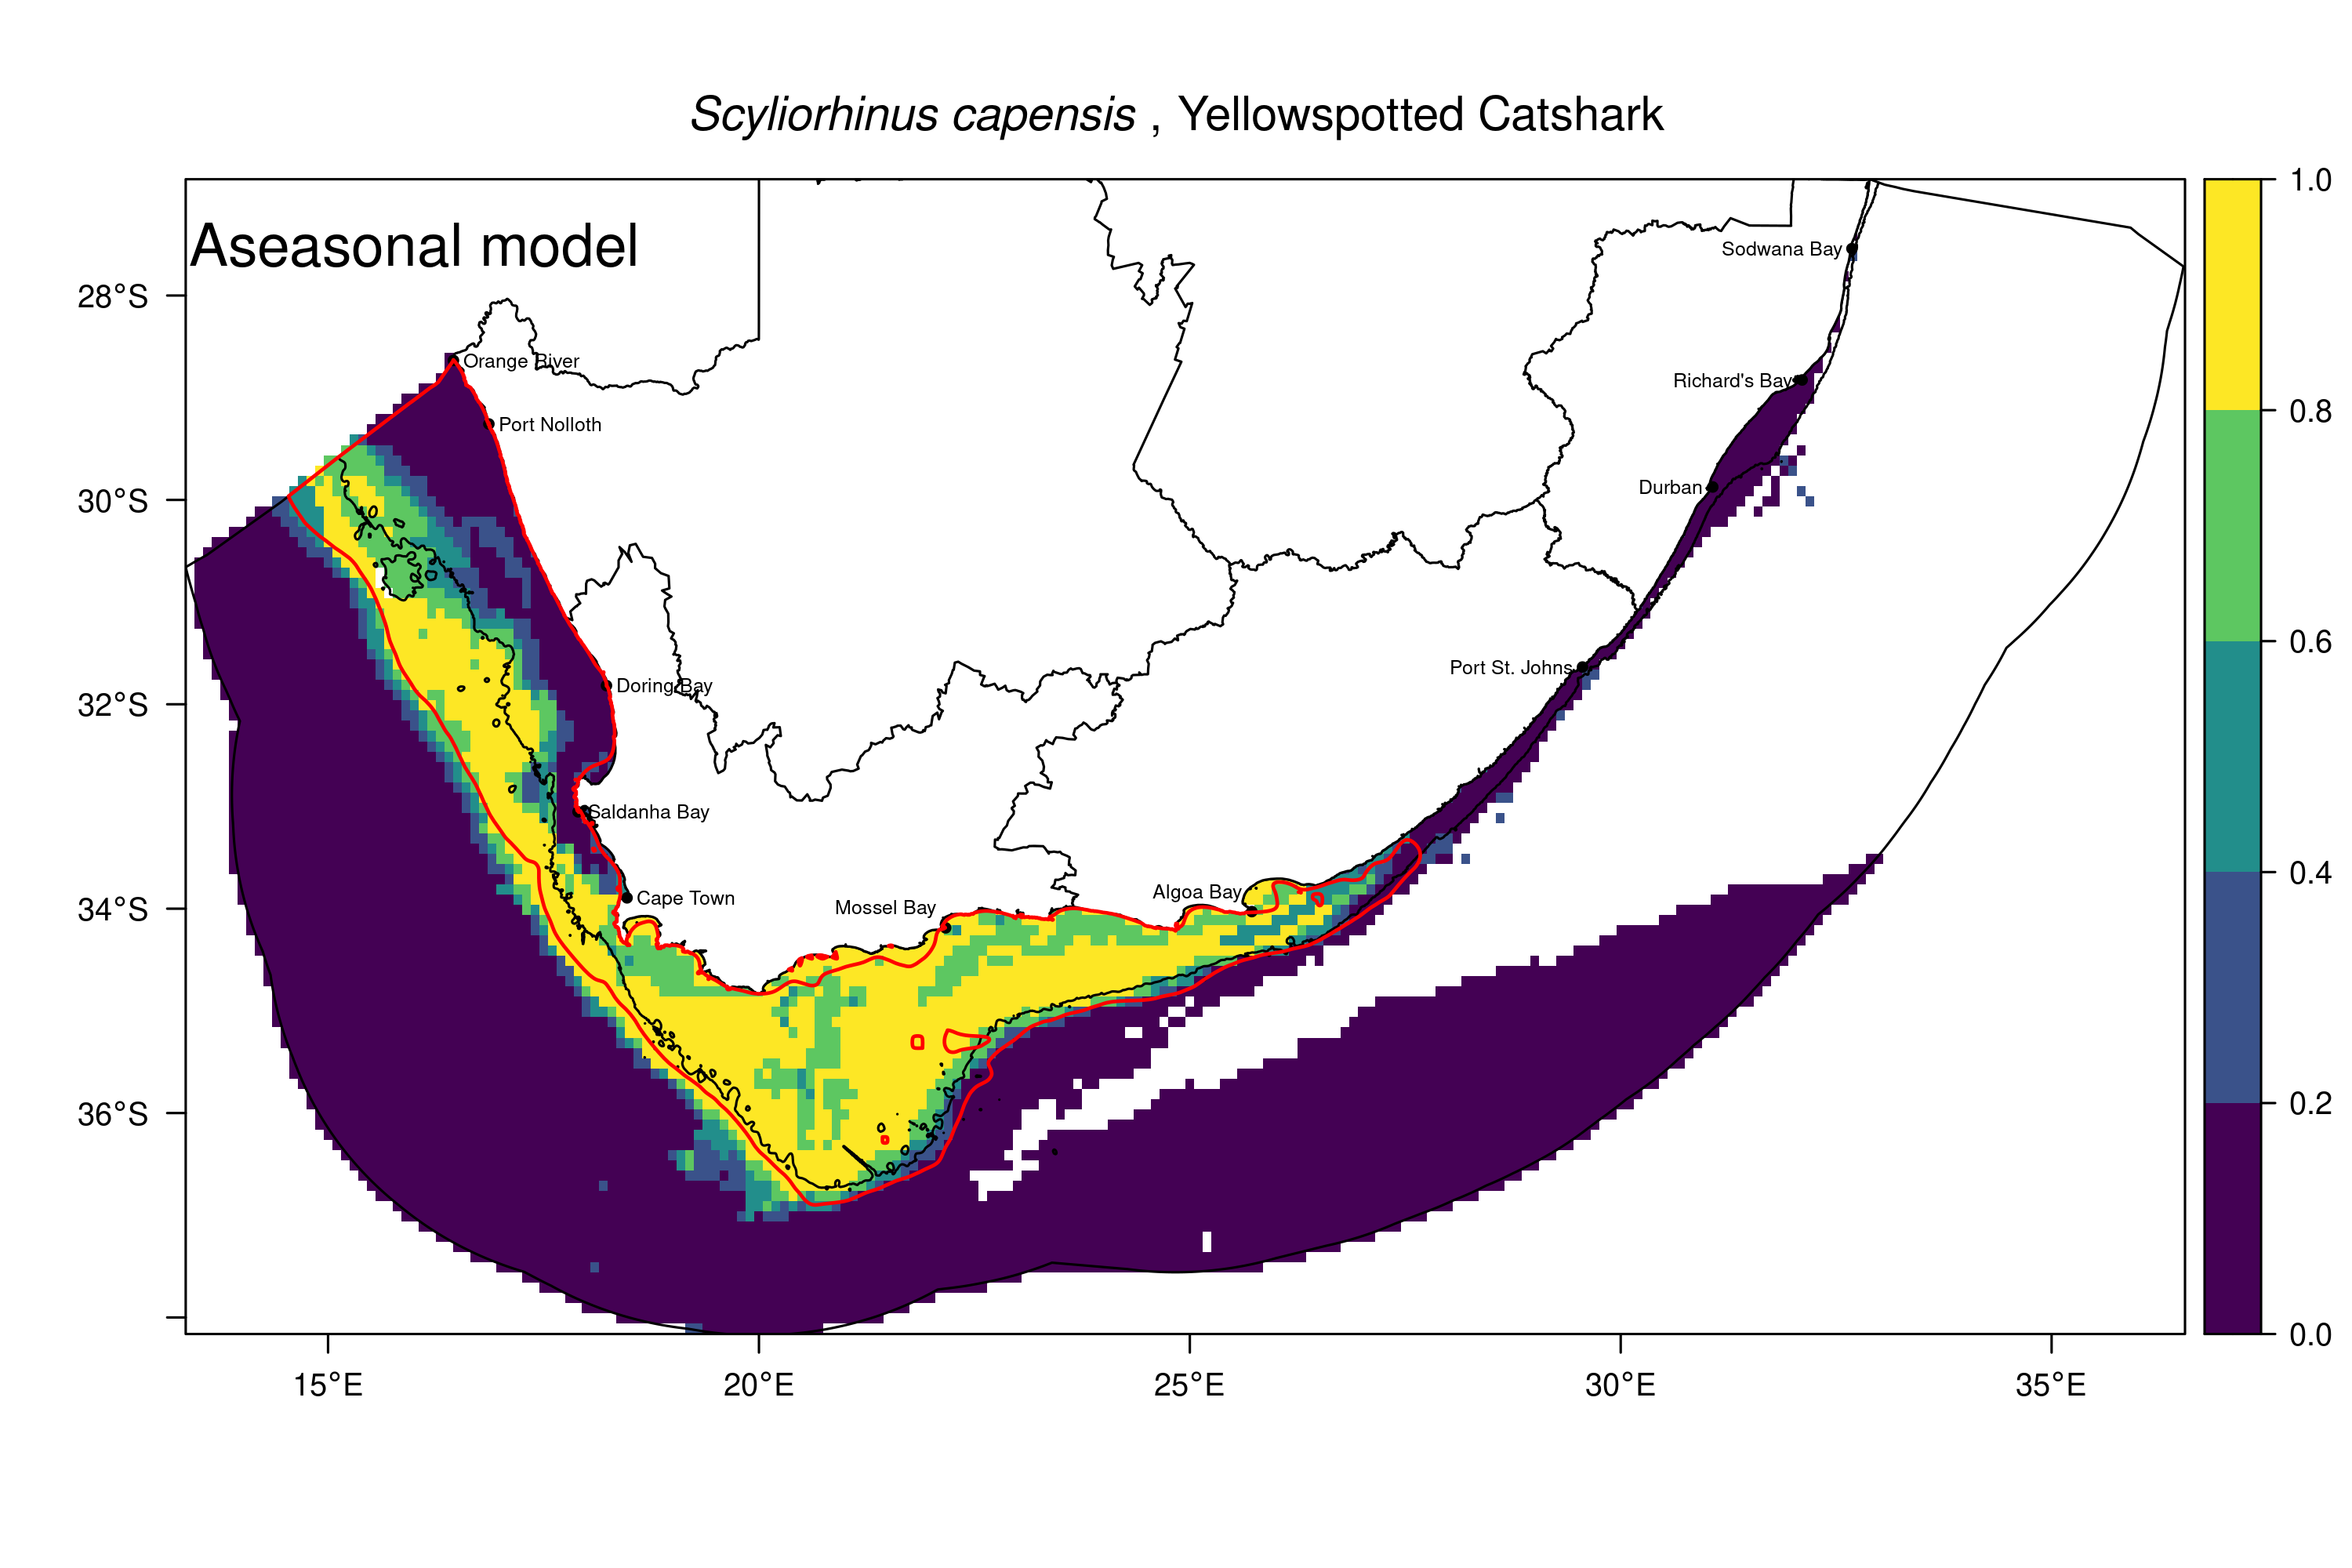 Scyliorhinus capensis , Yellowspotted Catshark
Aseasonal model
1.0
0.8
0.6
0.4
0.2
0.0
28°S
30°S
32°S
34°S
36°S
15°E
20°E
25°E
30°E
35°E
Sodwana Bay
Orange River
Richard's Bay
Port Nolloth
Durban
Port St. Johns
Doring Bay
Saldanha Bay
Algoa Bay
Cape Town
Mossel Bay